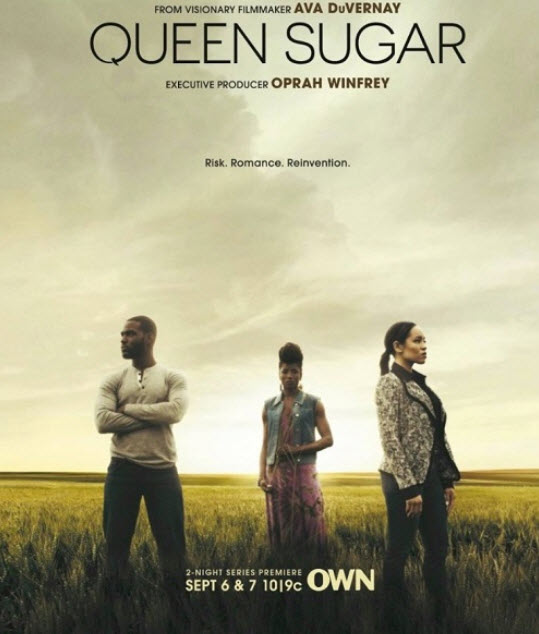 FROM VISIONARY FILMMAKER AVA DuVERNAY
QUEEN SUGAR
EXECUTIVE PRODUCER OPRAH WINFREY
Risk. Romance. Reinvention.
2-NIGHT SERIES PREMIERE
SEPT 6 & 7 10|9c OWN